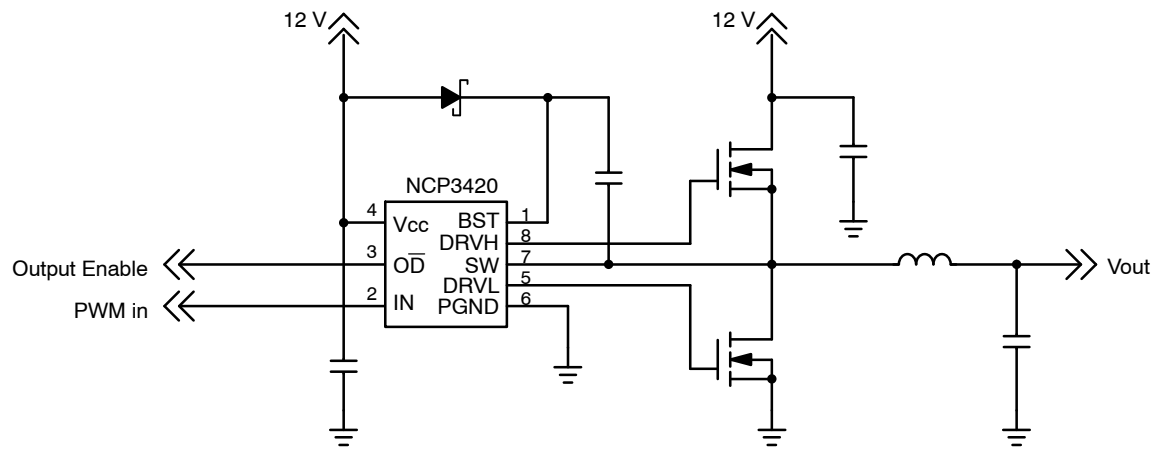 12 V
12 V
NCP3420
4
Vcc
BST
1
DRVH
8
3
OD̅
SW
7
Output Enable
Vout
DRVL
5
2
IN
PGND
6
PWM in